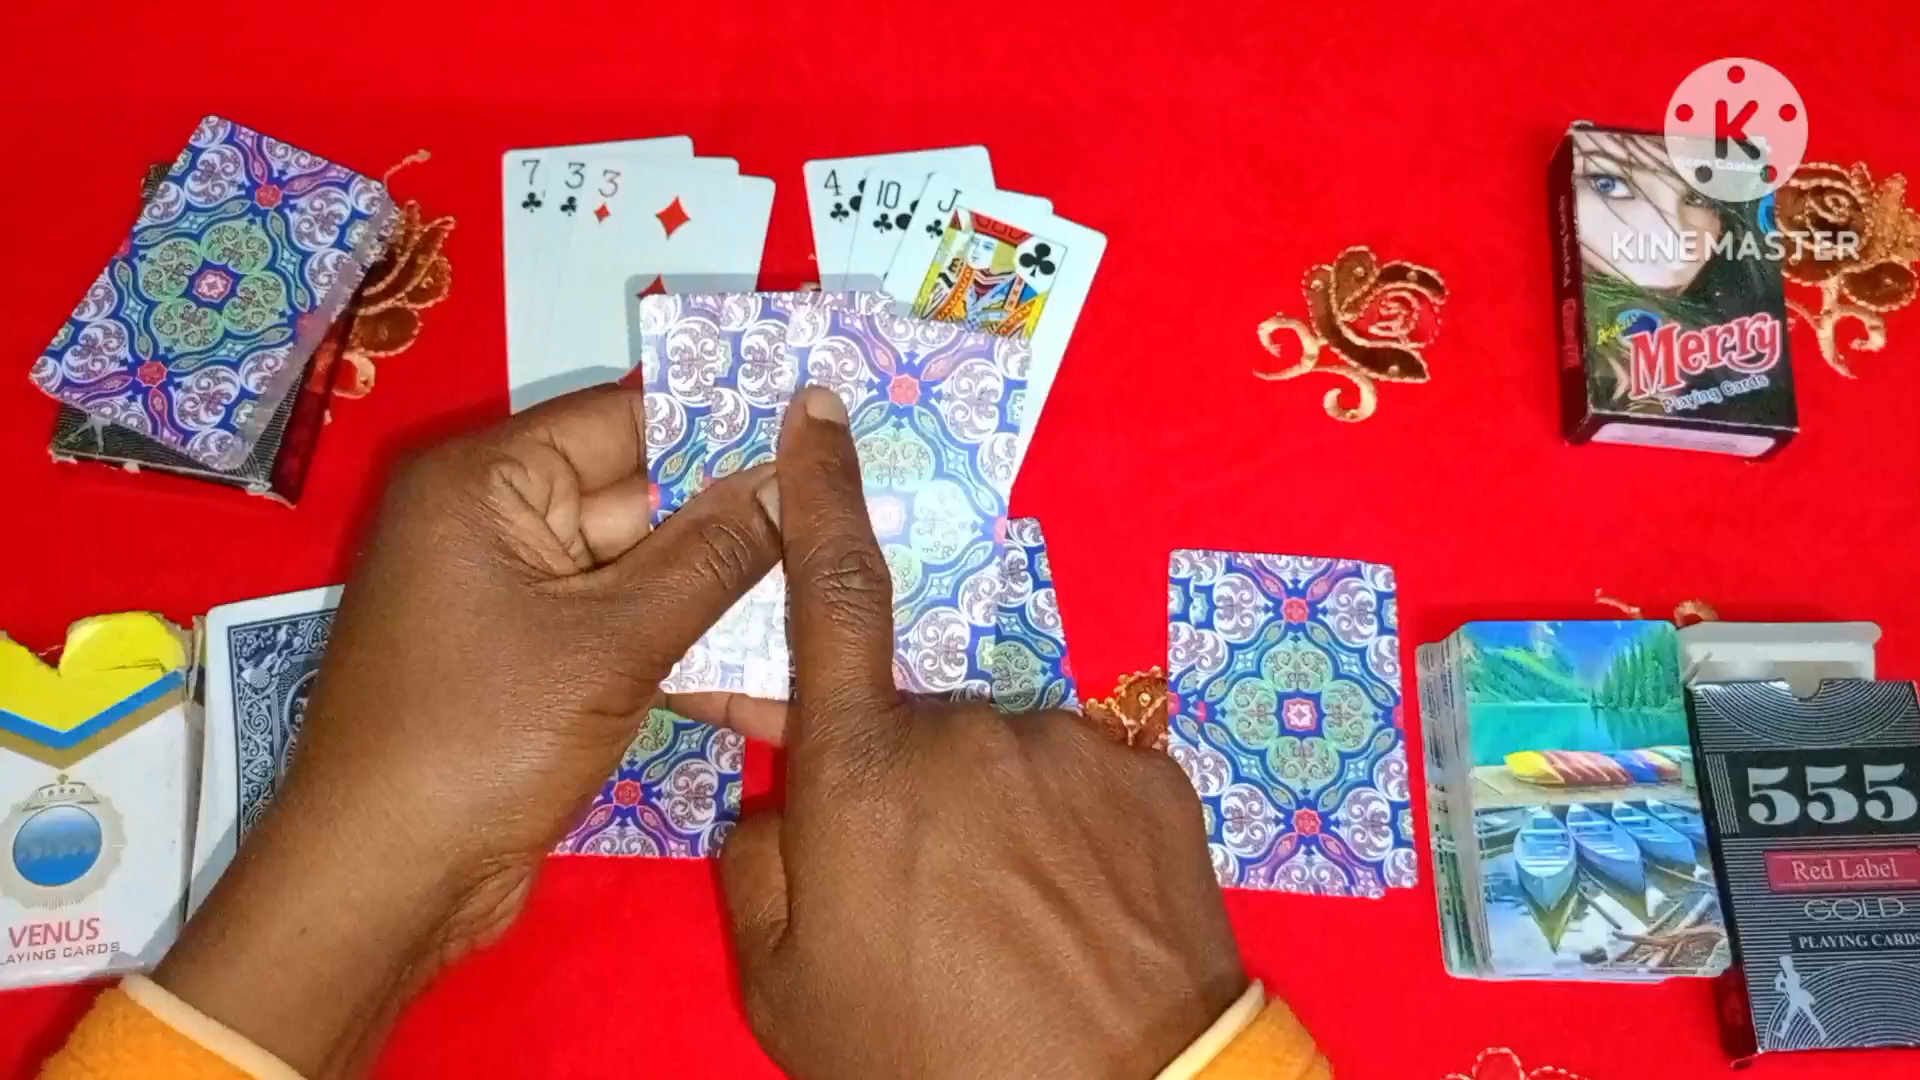 7
3
3
4
10
J
K
KINEMASTER
Merry
Playing Cards
VENUS
LAYING CARDS
555
Red Label
GOLD
PLAYING CARDS